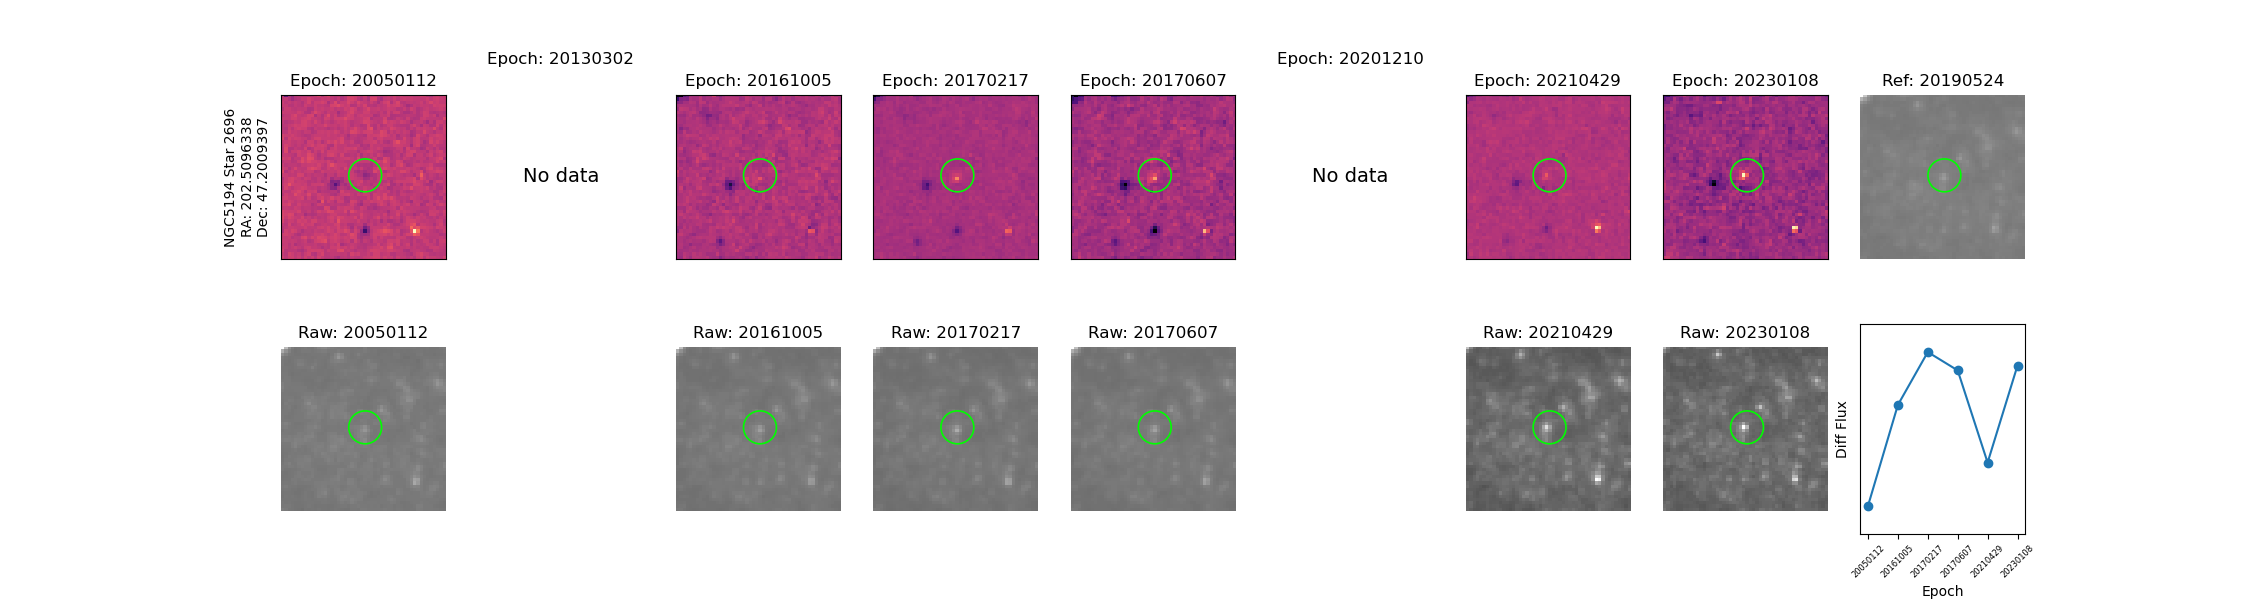 NGC5194 Star 2696
RA: 202.5096338
Dec: 47.2009397
Epoch: 20050112
Epoch: 20130302
No data
Epoch: 20161005
Epoch: 20170217
Epoch: 20170607
Epoch: 20201210
No data
Epoch: 20210429
Epoch: 20230108
Ref: 20190524
Raw: 20050112
Raw: 20161005
Raw: 20170217
Raw: 20170607
Raw: 20210429
Raw: 20230108
Diff Flux
20050112
20161005
20170217
20170607
20210429
20230108
Epoch